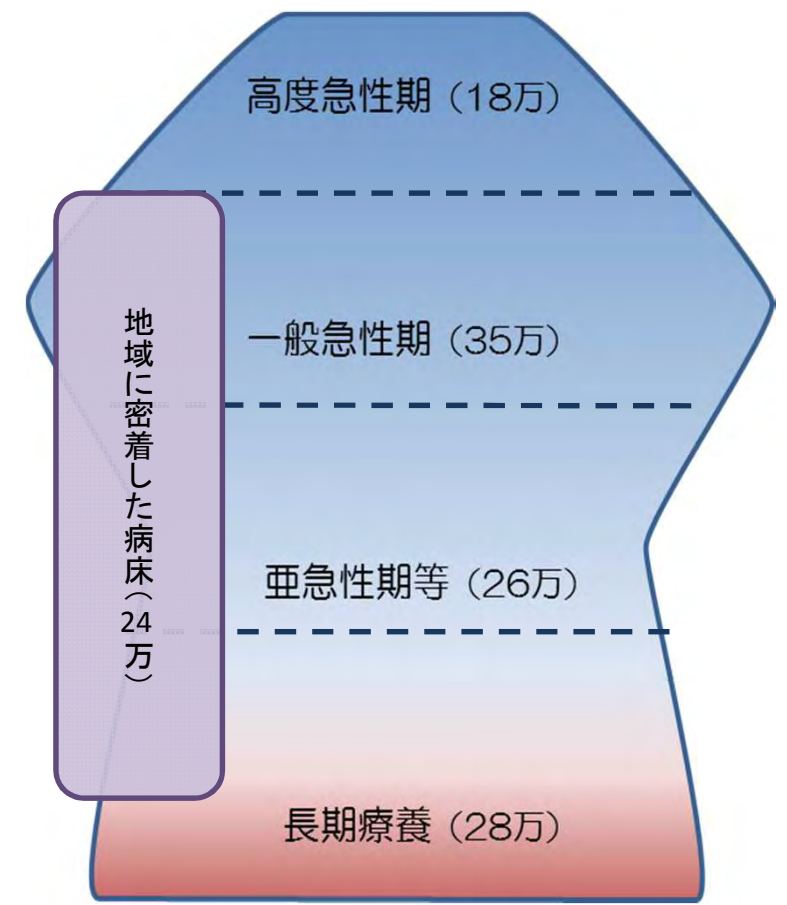 高度急性期（18万）
一般急性期（35万）
地域に密着した病床（24万）
亜急性期等（26万）
長期療養（28万）